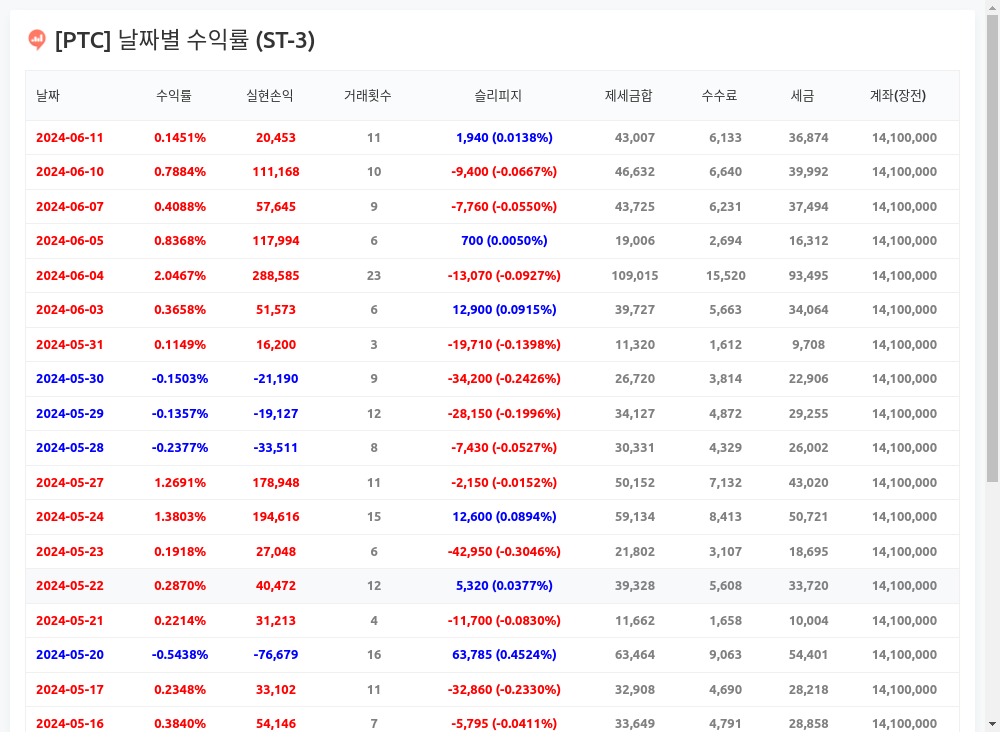 [PTC] 날짜별 수익률 (ST-3)
날짜 수익률 실현손익 거래횟수 슬리피지 제세금합 수수료 세금 계좌(장전)
2024-06-11 0.1451% 20,453 11 1,940 (0.0138%) 43,007 6,133 36,874 14,100,000
2024-06-10 0.7884% 111,168 10 -9,400 (-0.0667%) 46,632 6,640 39,992 14,100,000
2024-06-07 0.4088% 57,645 9 -7,760 (-0.0550%) 43,725 6,231 37,494 14,100,000
2024-06-05 0.8368% 117,994 6 700 (0.0050%) 19,006 2,694 16,312 14,100,000
2024-06-04 2.0467% 288,585 23 -13,070 (-0.0927%) 109,015 15,520 93,495 14,100,000
2024-06-03 0.3658% 51,573 6 12,900 (0.0915%) 39,727 5,663 34,064 14,100,000
2024-05-31 0.1149% 16,200 3 -19,710 (-0.1398%) 11,320 1,612 9,708 14,100,000
2024-05-30 -0.1503% -21,190 9 -34,200 (-0.2426%) 26,720 3,814 22,906 14,100,000
2024-05-29 -0.1357% -19,127 12 -28,150 (-0.1996%) 34,127 4,872 29,255 14,100,000
2024-05-28 -0.2377% -33,511 8 -7,430 (-0.0527%) 30,331 4,329 26,002 14,100,000
2024-05-27 1.2691% 178,948 11 -2,150 (-0.0152%) 50,152 7,132 43,020 14,100,000
2024-05-24 1.3803% 194,616 15 12,600 (0.0894%) 59,134 8,413 50,721 14,100,000
2024-05-23 0.1918% 27,048 6 -42,950 (-0.3046%) 21,802 3,107 18,695 14,100,000
2024-05-22 0.2870% 40,472 12 5,320 (0.0377%) 39,328 5,608 33,720 14,100,000
2024-05-21 0.2214% 31,213 4 -11,700 (-0.0830%) 11,662 1,658 10,004 14,100,000
2024-05-20 -0.5438% -76,679 16 63,785 (0.4524%) 63,464 9,063 54,401 14,100,000
2024-05-17 0.2348% 33,102 11 -32,860 (-0.2330%) 32,908 4,690 28,218 14,100,000
2024-05-16 0.3840% 54,146 7 -5,795 (-0.0411%) 33,649 4,791 28,858 14,100,000